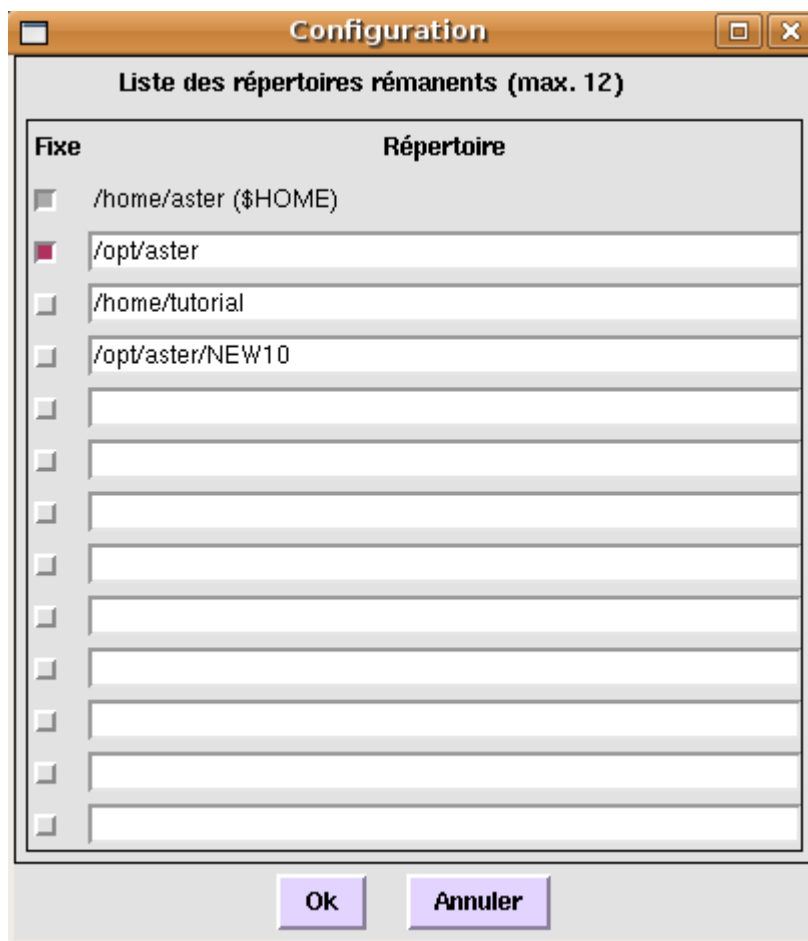 Configuration
Liste des répertoires rémanents (max. 12)
Fixe Répertoire
/home/aster ($HOME)
/opt/aster
/home/tutorial
/opt/aster/NEW10
Ok Annuler